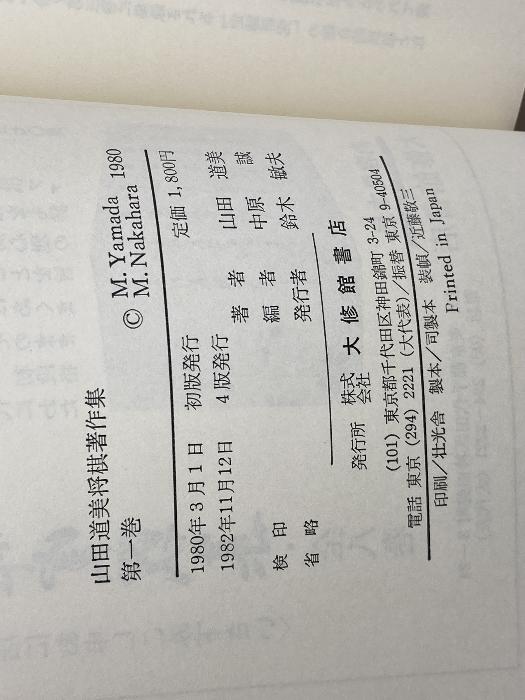 山田道美将棋著作集
第一巻
© M. Yamada 1980
M. Nakahara
定価 1,800円
1980年3月1日 初版発行
1982年11月12日 4版発行
著者 山田道美
編者 中原誠
発行者 鈴木敏夫
検印
省略
発行所 株式会社 大修館書店
(101) 東京都千代田区神田錦町 3-24
電話 東京 (294) 2221 (大代表)/振替 東京 9-40504
印刷/壮光舎 製本/司製本 装幀/近藤敬三
Printed in Japan